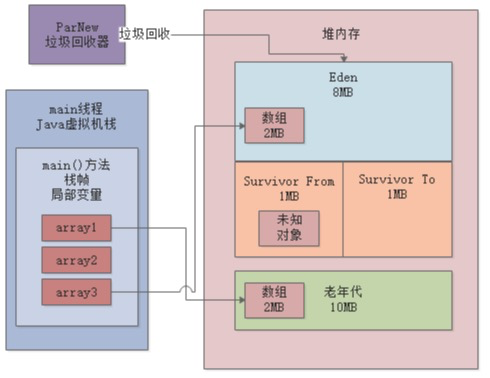 ParNew
垃圾回收器
垃圾回收
堆内存
Eden
8MB
数组
2MB
main线程
Java虚拟机栈
main()方法
栈帧
局部变量
array1
array2
array3
Survivor From
1MB
未知
对象
Survivor To
1MB
数组
2MB
老年代
10MB